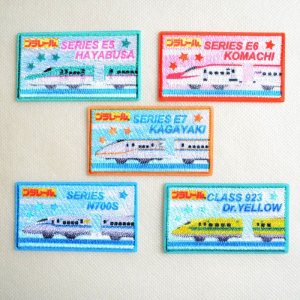 プラレール
SERIES E5
HAYABUSA
プラレール
SERIES E6
KOMACHI
プラレール
SERIES E7
KAGAYAKI
プラレール
SERIES
N700S
プラレール
CLASS 923
Dr.YELLOW